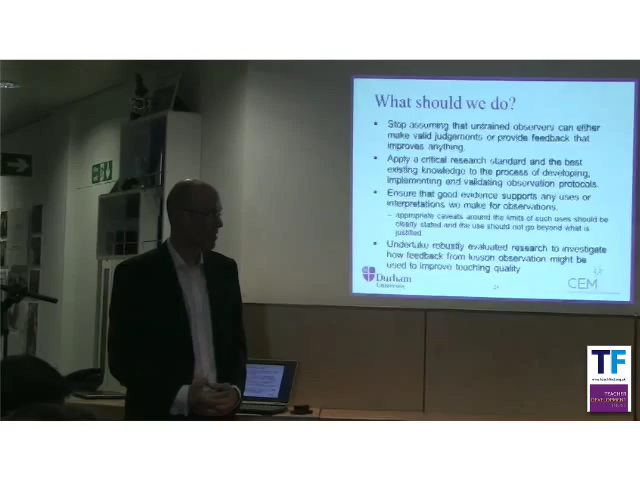 What should we do?
Stop assuming that untrained observers can either
make valid judgements or provide feedback that
improves anything.
Apply a critical research standard and the best
existing knowledge to the process of developing,
implementing and validating observation protocols.
Ensure that good evidence supports any uses or
interpretations we make for observations.
– appropriate caveats around the limits of such uses should be
clearly stated and the use should not go beyond what is
justified
Undertake robustly evaluated research to investigate
how feedback from lesson observation might be
used to improve teaching quality
Durham
University
CEM
TF
TEACHER
DEVELOPMENT
TRUST